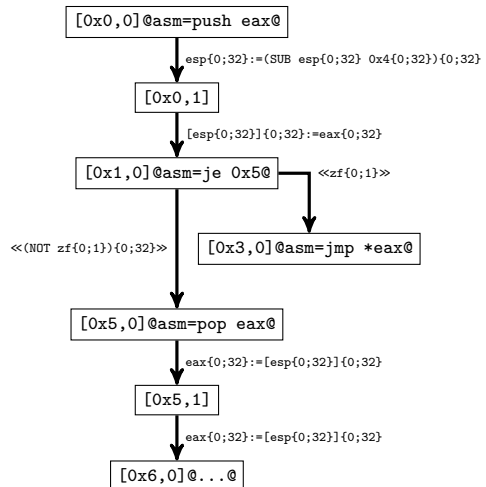 [0x0,0]@asm=push eax@
esp{0;32}:=(SUB esp{0;32} 0x4{0;32}){0;32}
[0x0,1]
[esp{0;32}]{0;32}:=eax{0;32}
[0x1,0]@asm=je 0x5@
≪zf{0;1}≫
≪(NOT zf{0;1}){0;32}≫
[0x3,0]@asm=jmp *eax@
[0x5,0]@asm=pop eax@
eax{0;32}:=[esp{0;32}]{0;32}
[0x5,1]
eax{0;32}:=[esp{0;32}]{0;32}
[0x6,0]@...@